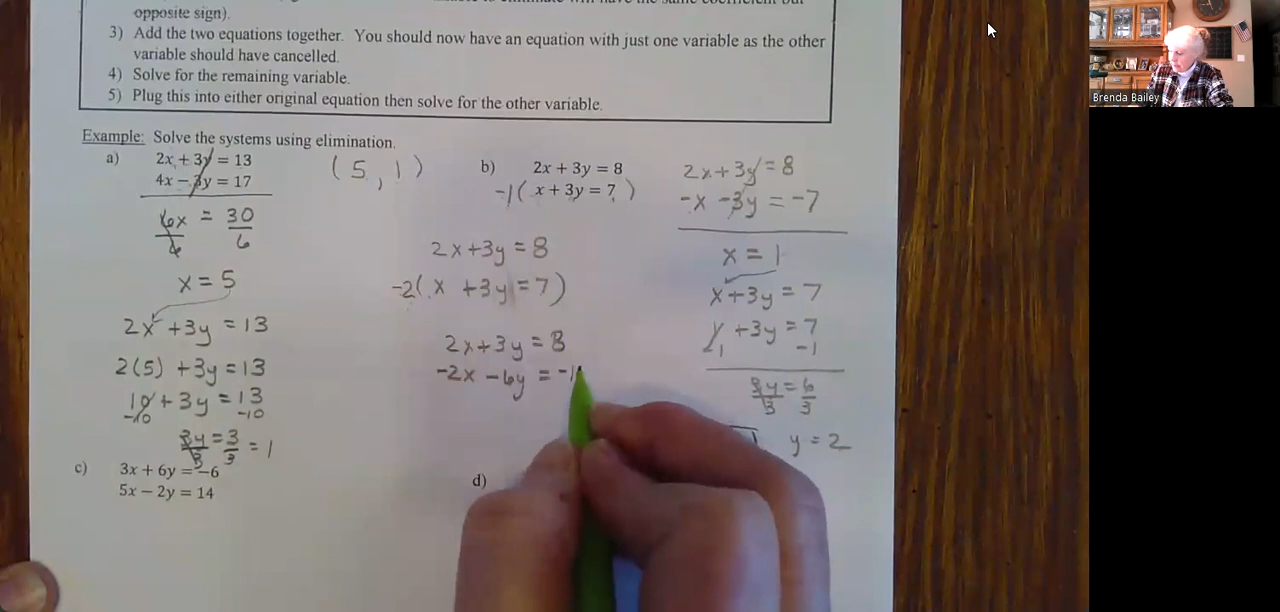 opposite sign).
3) Add the two equations together. You should now have an equation with just one variable as the other
variable should have cancelled.
4) Solve for the remaining variable.
5) Plug this into either original equation then solve for the other variable.
Example: Solve the systems using elimination.
a) 2x + 3y = 13
4x − 3y = 17
6x = 30
6 6
x = 5
2x + 3y = 13
2(5) + 3y = 13
10 + 3y = 13
-10 -10
3y = 3 = 1
3 3
(5, 1)
b) 2x + 3y = 8
-1( x + 3y = 7 )
2x + 3y = 8
-2( x + 3y = 7 )
2x + 3y = 8
-2x - 6y = -1
2x + 3y = 8
-x - 3y = -7
x = 1
x + 3y = 7
1 + 3y = 7
-1 -1
3y = 6
3 3
y = 2
c) 3x + 6y = −6
5x − 2y = 14
d)
Brenda Bailey